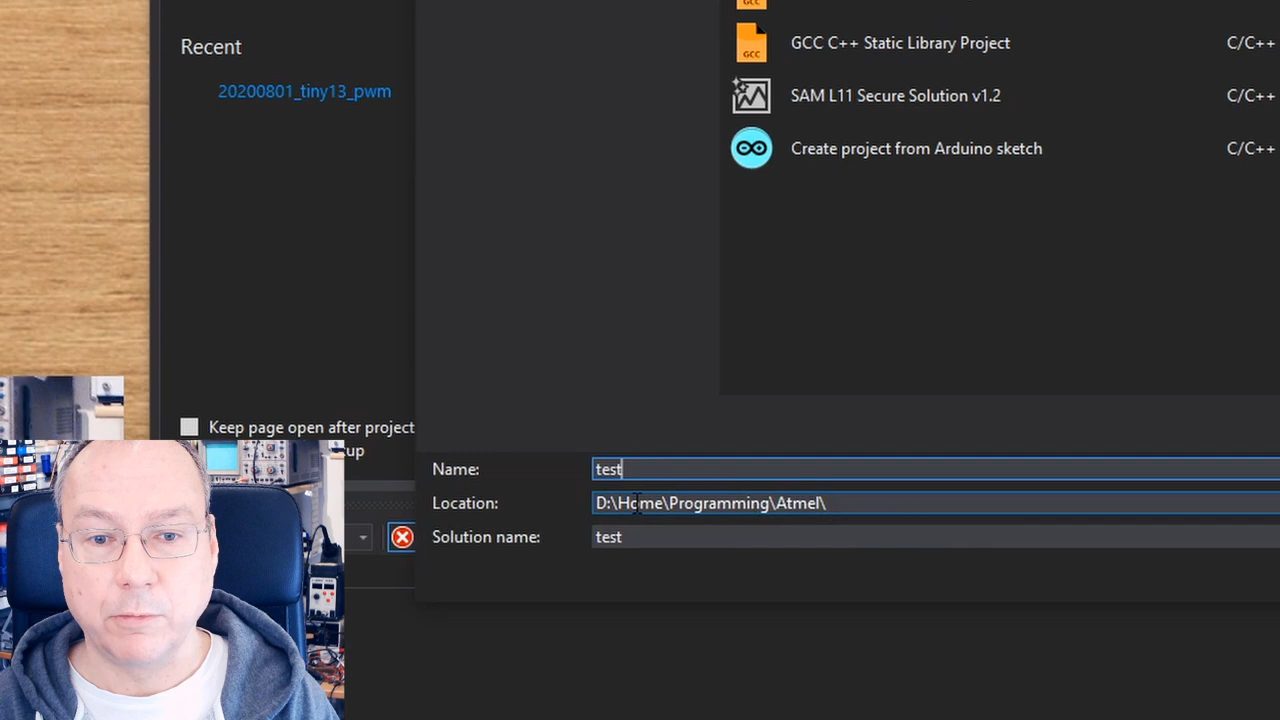 Recent
20200801_tiny13_pwm
GCC
GCC C++ Static Library Project C/C++
SAM L11 Secure Solution v1.2 C/C++
Create project from Arduino sketch C/C++
Keep page open after project
up
Name: test
Location: D:\Home\Programming\Atmel\
Solution name: test